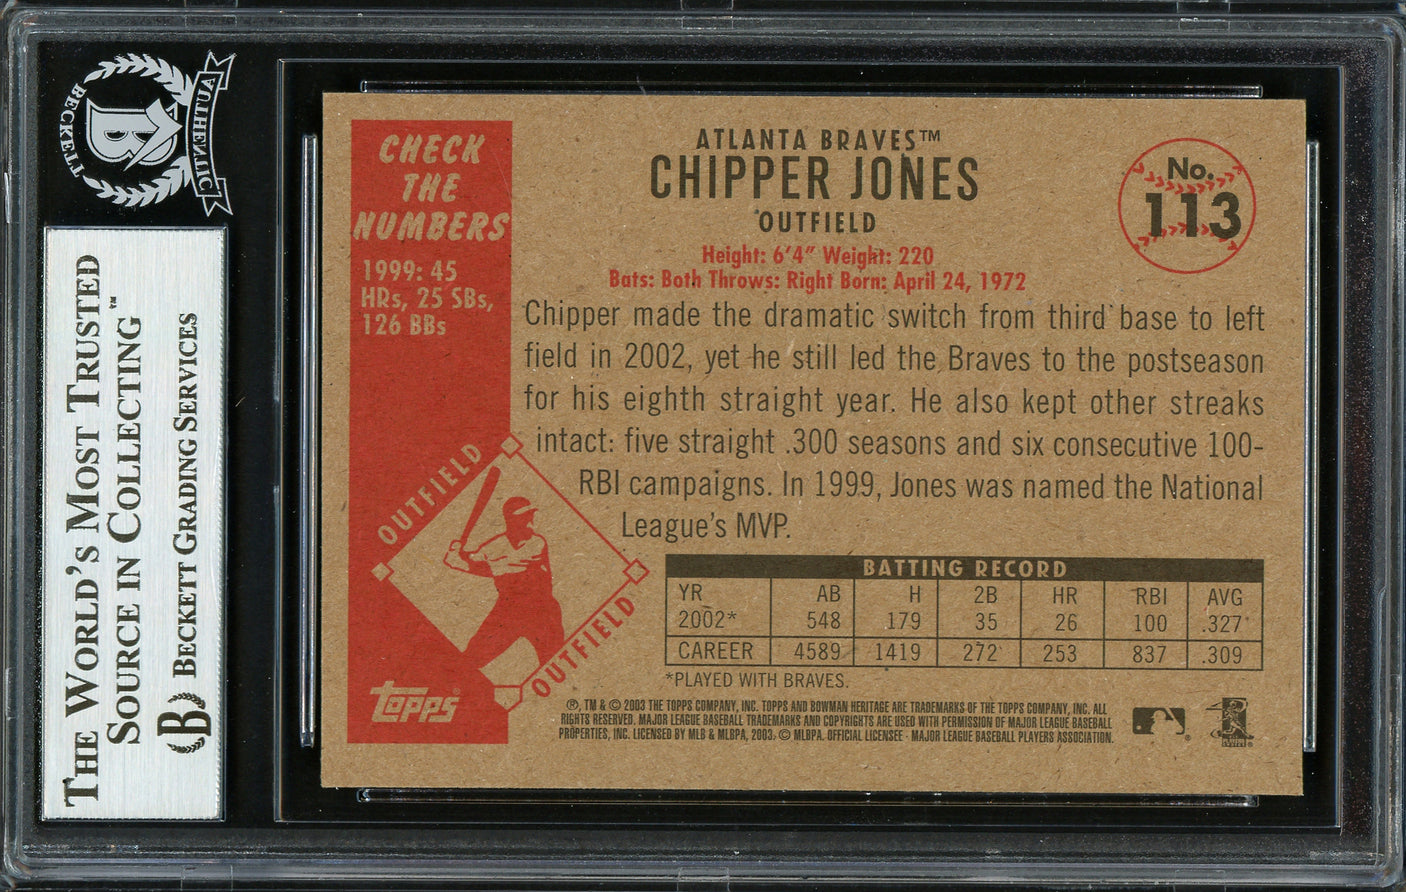 BECKETT
AUTHENTIC
B
THE WORLD'S MOST TRUSTED
SOURCE IN COLLECTING™
B BECKETT GRADING SERVICES
CHECK
THE
NUMBERS
1999: 45
HRs, 25 SBs,
126 BBs
ATLANTA BRAVES™
CHIPPER JONES
OUTFIELD
No.
113
Height: 6'4" Weight: 220
Bats: Both Throws: Right Born: April 24, 1972
Chipper made the dramatic switch from third base to left
field in 2002, yet he still led the Braves to the postseason
for his eighth straight year. He also kept other streaks
intact: five straight .300 seasons and six consecutive 100-
RBI campaigns. In 1999, Jones was named the National
League's MVP.
OUTFIELD
OUTFIELD
BATTING RECORD
YR AB H 2B HR RBI AVG
2002* 548 179 35 26 100 .327
CAREER 4589 1419 272 253 837 .309
*PLAYED WITH BRAVES.
topps®
®, TM & © 2003 THE TOPPS COMPANY, INC. TOPPS AND BOWMAN HERITAGE ARE TRADEMARKS OF THE TOPPS COMPANY, INC. ALL
RIGHTS RESERVED. MAJOR LEAGUE BASEBALL TRADEMARKS AND COPYRIGHTS ARE USED WITH PERMISSION OF MAJOR LEAGUE BASEBALL
PROPERTIES, INC. LICENSED BY MLB & MLBPA, 2003. © MLBPA. OFFICIAL LICENSEE - MAJOR LEAGUE BASEBALL PLAYERS ASSOCIATION.